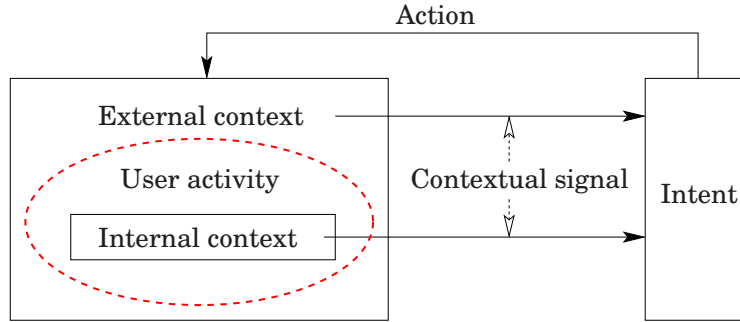 Action
External context
User activity
Contextual signal
Intent
Internal context